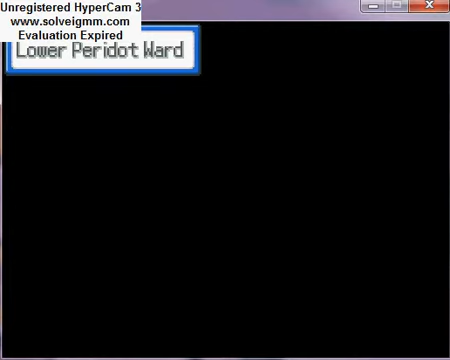 Unregistered HyperCam 3
www.solveigmm.com
Evaluation Expired
Lower Peridot Ward